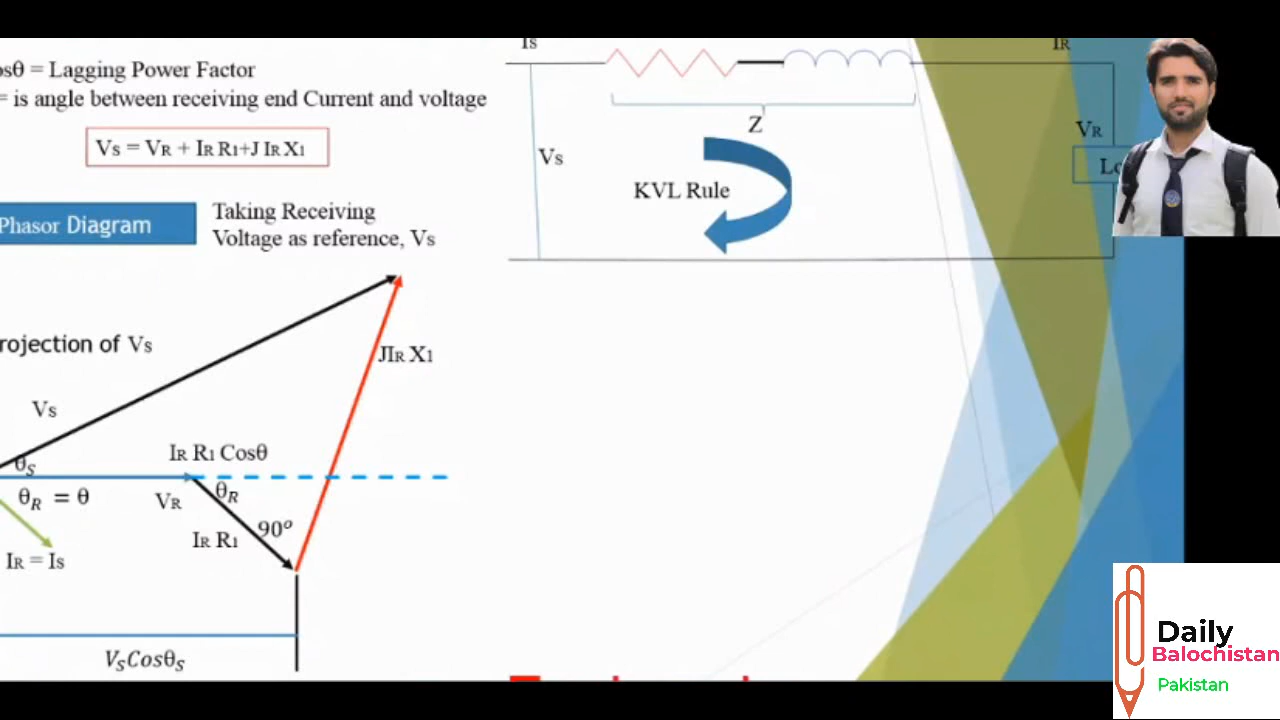 osθ = Lagging Power Factor
= is angle between receiving end Current and voltage
Vs = VR + IR R1+J IR X1
Phasor Diagram
Taking Receiving
Voltage as reference, Vs
rojection of Vs
JIR X1
Vs
θS
IR R1 Cosθ
θR = θ
VR
θR
90°
IR R1
IR = Is
VSCosθS
Is
IR
Z
VR
Vs
KVL Rule
Daily
Balochistan
Pakistan